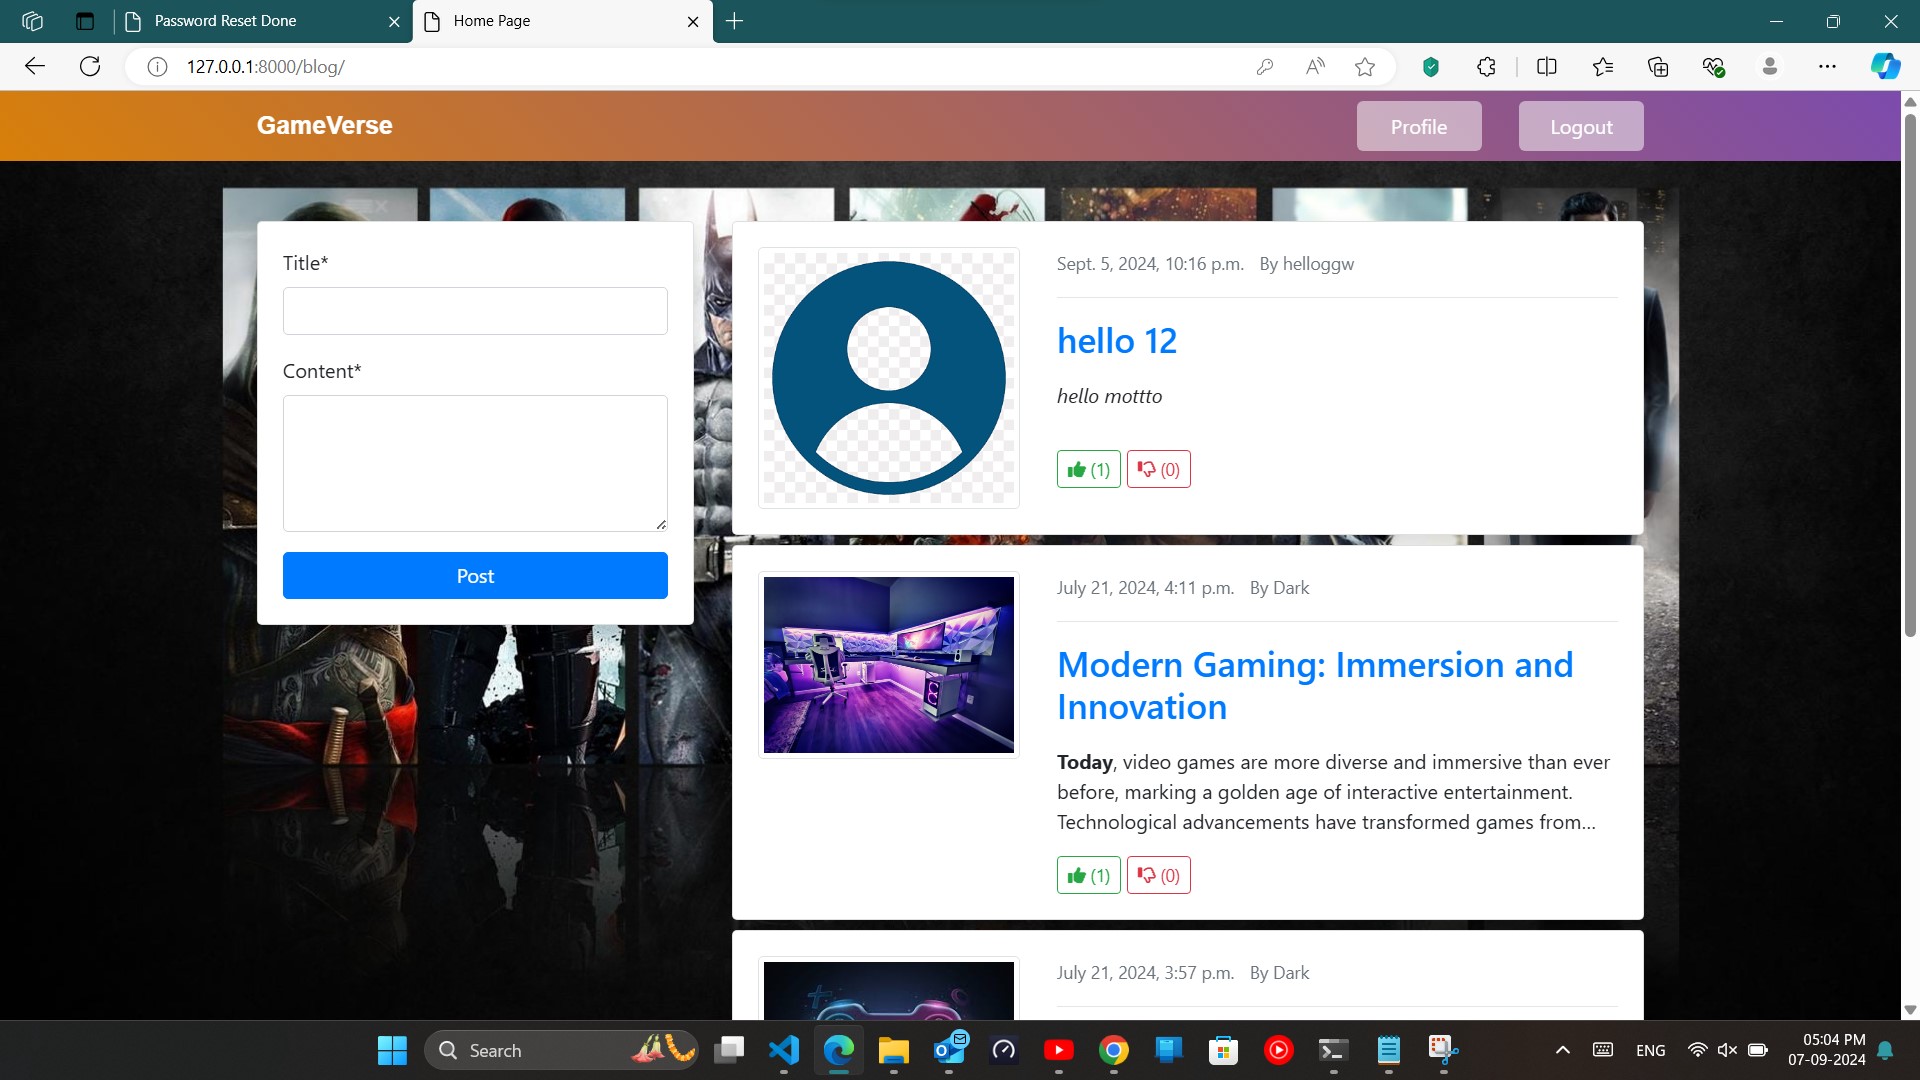 Password Reset Done
Home Page
127.0.0.1:8000/blog/
GameVerse
Profile
Logout
Title*
Content*
Post
Sept. 5, 2024, 10:16 p.m. By helloggw
hello 12
hello mottto
(1) (0)
July 21, 2024, 4:11 p.m. By Dark
Modern Gaming: Immersion and
Innovation
Today, video games are more diverse and immersive than ever
before, marking a golden age of interactive entertainment.
Technological advancements have transformed games from...
(1) (0)
July 21, 2024, 3:57 p.m. By Dark
Search
ENG
05:04 PM
07-09-2024